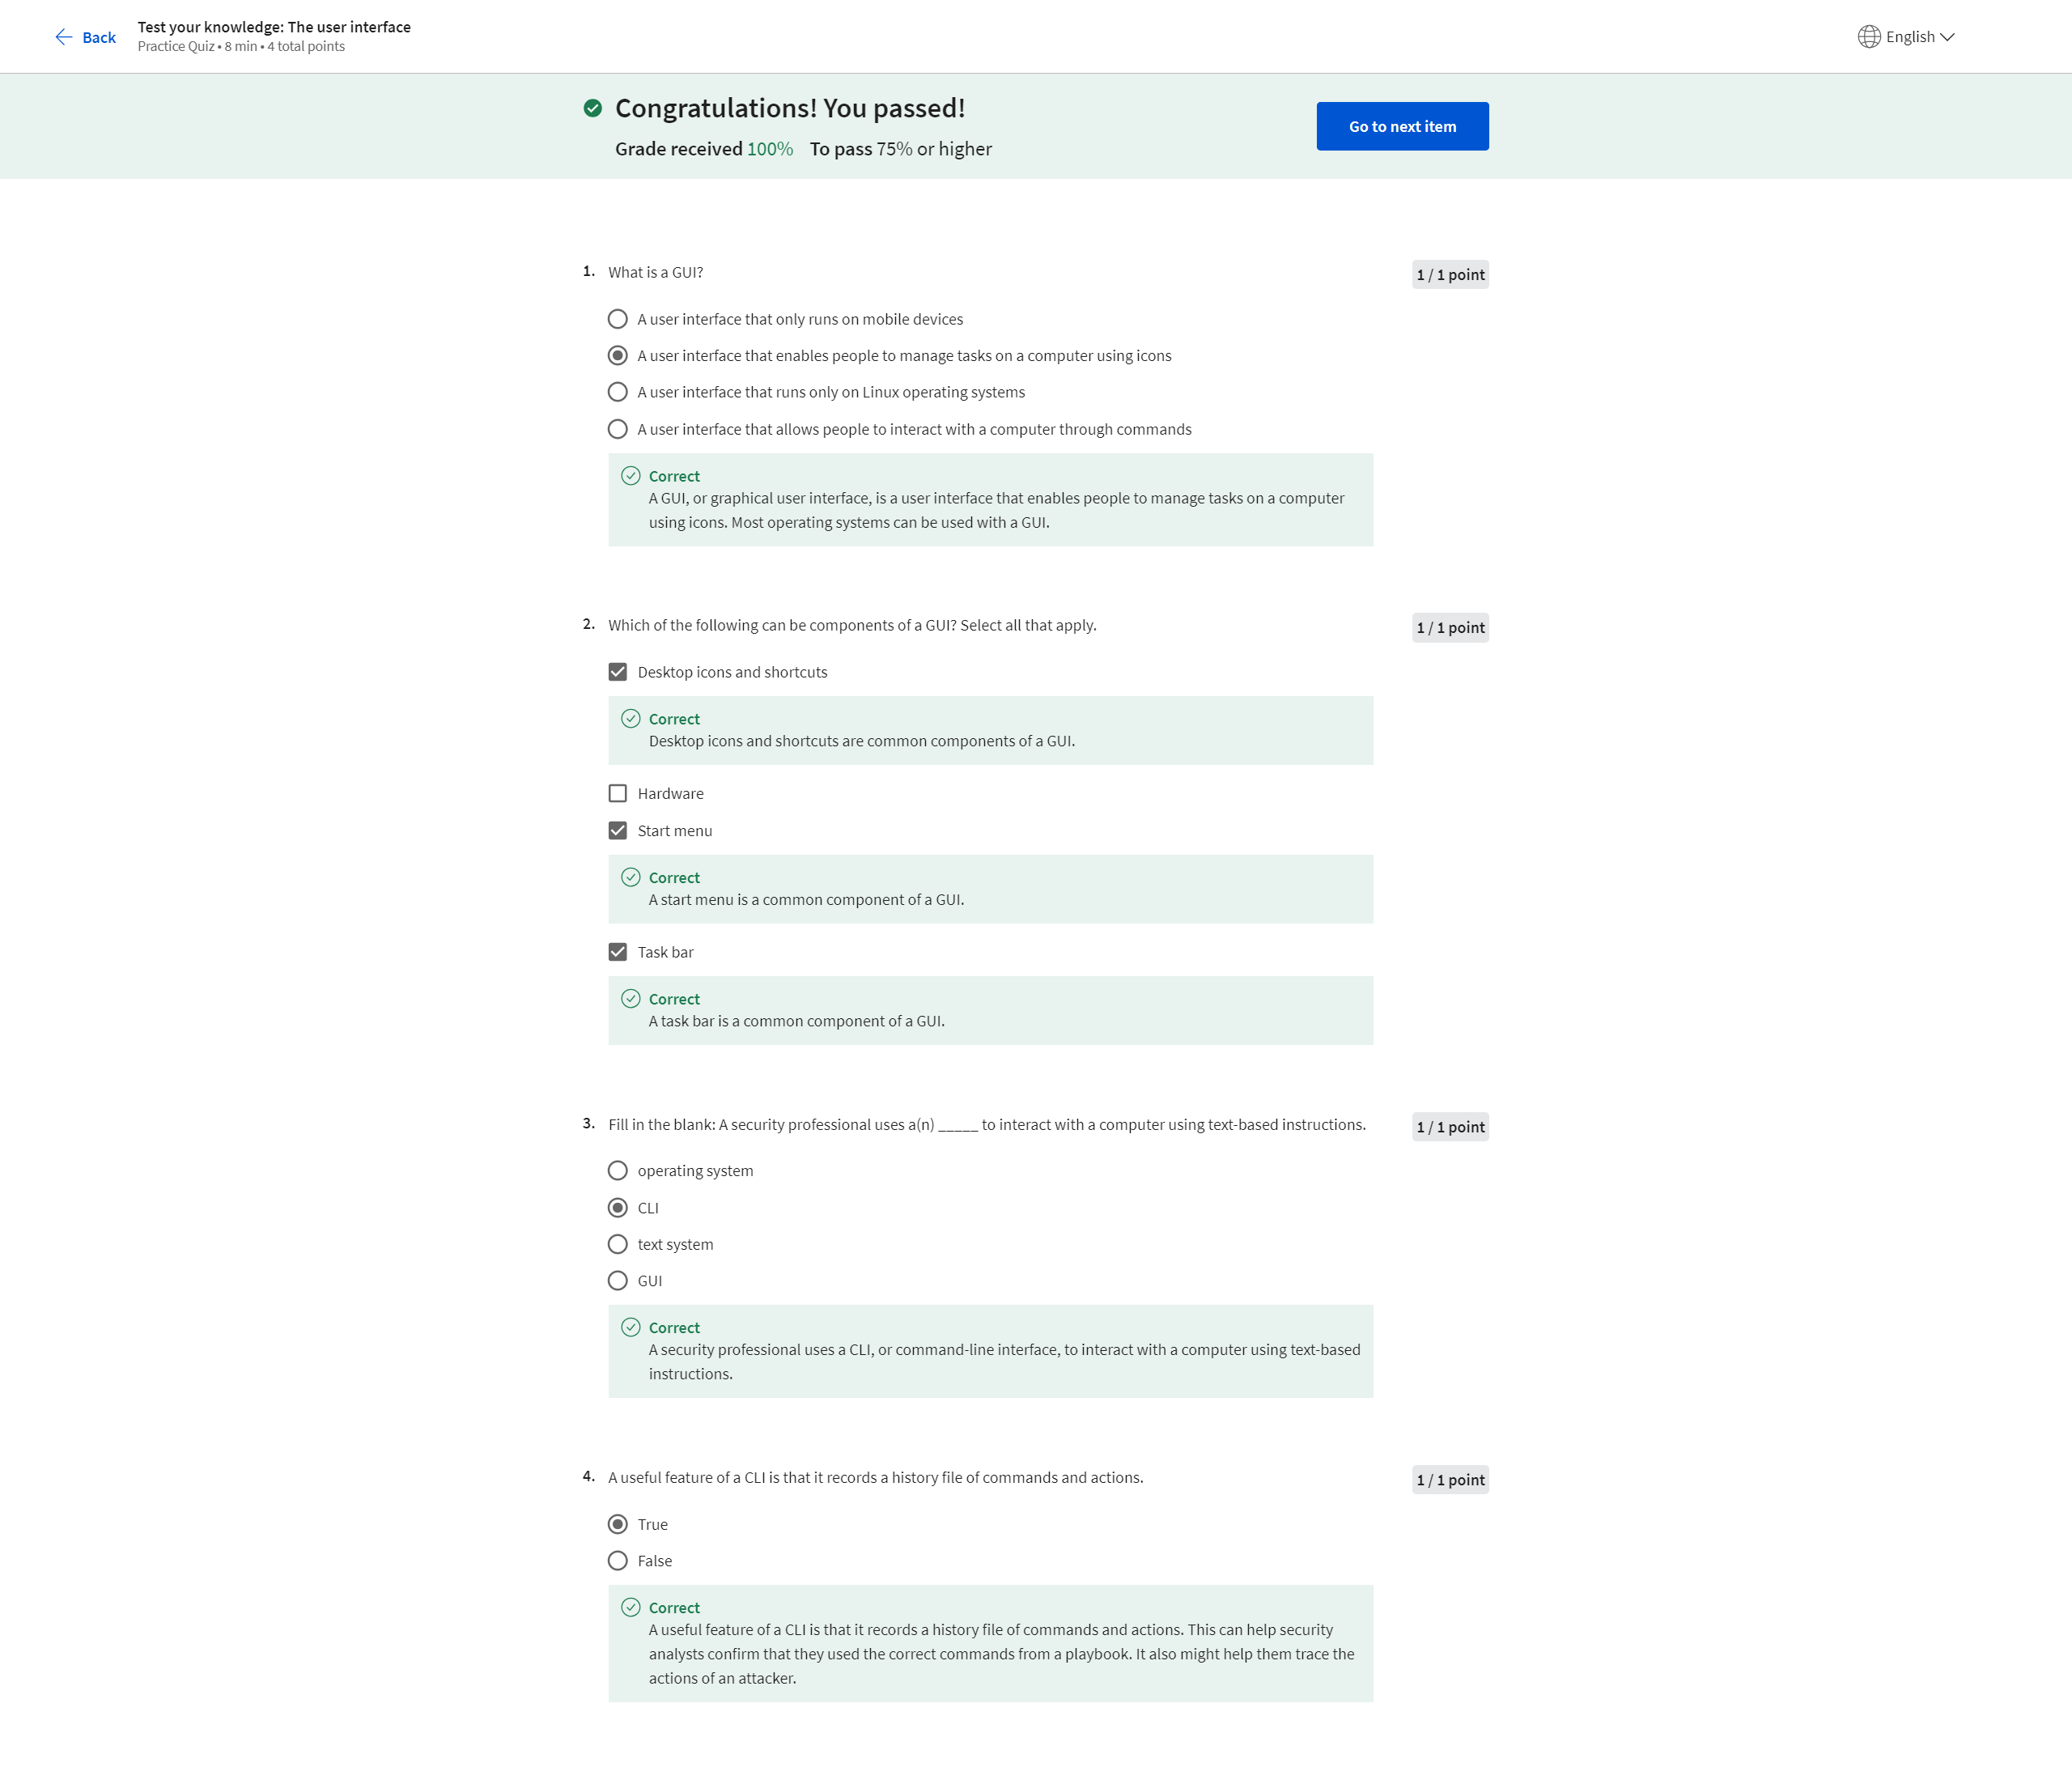 Back
Test your knowledge: The user interface
Practice Quiz • 8 min • 4 total points
English
Congratulations! You passed!
Grade received 100% To pass 75% or higher
Go to next item
1. What is a GUI?
1 / 1 point
A user interface that only runs on mobile devices
A user interface that enables people to manage tasks on a computer using icons
A user interface that runs only on Linux operating systems
A user interface that allows people to interact with a computer through commands
Correct
A GUI, or graphical user interface, is a user interface that enables people to manage tasks on a computer
using icons. Most operating systems can be used with a GUI.
2. Which of the following can be components of a GUI? Select all that apply.
1 / 1 point
Desktop icons and shortcuts
Correct
Desktop icons and shortcuts are common components of a GUI.
Hardware
Start menu
Correct
A start menu is a common component of a GUI.
Task bar
Correct
A task bar is a common component of a GUI.
3. Fill in the blank: A security professional uses a(n) _____ to interact with a computer using text-based instructions.
1 / 1 point
operating system
CLI
text system
GUI
Correct
A security professional uses a CLI, or command-line interface, to interact with a computer using text-based
instructions.
4. A useful feature of a CLI is that it records a history file of commands and actions.
1 / 1 point
True
False
Correct
A useful feature of a CLI is that it records a history file of commands and actions. This can help security
analysts confirm that they used the correct commands from a playbook. It also might help them trace the
actions of an attacker.